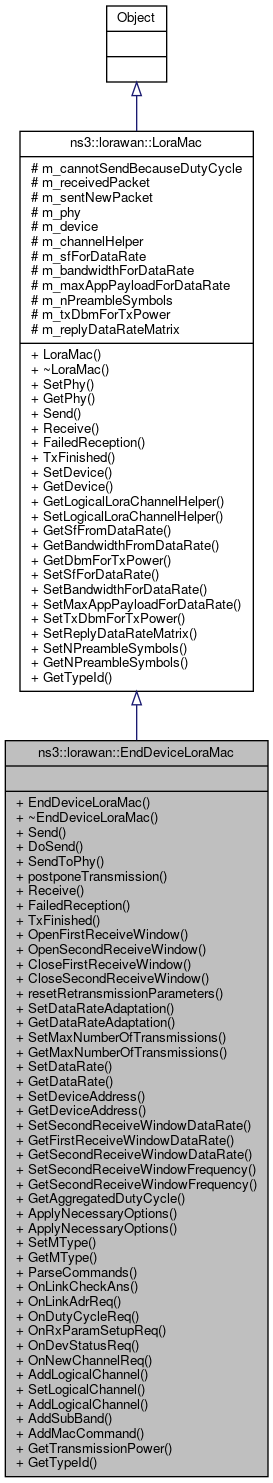 Object
ns3::lorawan::LoraMac
# m_cannotSendBecauseDutyCycle
# m_receivedPacket
# m_sentNewPacket
# m_phy
# m_device
# m_channelHelper
# m_sfForDataRate
# m_bandwidthForDataRate
# m_maxAppPayloadForDataRate
# m_nPreambleSymbols
# m_txDbmForTxPower
# m_replyDataRateMatrix
+ LoraMac()
+ ~LoraMac()
+ SetPhy()
+ GetPhy()
+ Send()
+ Receive()
+ FailedReception()
+ TxFinished()
+ SetDevice()
+ GetDevice()
+ GetLogicalLoraChannelHelper()
+ SetLogicalLoraChannelHelper()
+ GetSfFromDataRate()
+ GetBandwidthFromDataRate()
+ GetDbmForTxPower()
+ SetSfForDataRate()
+ SetBandwidthForDataRate()
+ SetMaxAppPayloadForDataRate()
+ SetTxDbmForTxPower()
+ SetReplyDataRateMatrix()
+ SetNPreambleSymbols()
+ GetNPreambleSymbols()
+ GetTypeId()
ns3::lorawan::EndDeviceLoraMac
+ EndDeviceLoraMac()
+ ~EndDeviceLoraMac()
+ Send()
+ DoSend()
+ SendToPhy()
+ postponeTransmission()
+ Receive()
+ FailedReception()
+ TxFinished()
+ OpenFirstReceiveWindow()
+ OpenSecondReceiveWindow()
+ CloseFirstReceiveWindow()
+ CloseSecondReceiveWindow()
+ resetRetransmissionParameters()
+ SetDataRateAdaptation()
+ GetDataRateAdaptation()
+ SetMaxNumberOfTransmissions()
+ GetMaxNumberOfTransmissions()
+ SetDataRate()
+ GetDataRate()
+ SetDeviceAddress()
+ GetDeviceAddress()
+ SetSecondReceiveWindowDataRate()
+ GetFirstReceiveWindowDataRate()
+ GetSecondReceiveWindowDataRate()
+ SetSecondReceiveWindowFrequency()
+ GetSecondReceiveWindowFrequency()
+ GetAggregatedDutyCycle()
+ ApplyNecessaryOptions()
+ ApplyNecessaryOptions()
+ SetMType()
+ GetMType()
+ ParseCommands()
+ OnLinkCheckAns()
+ OnLinkAdrReq()
+ OnDutyCycleReq()
+ OnRxParamSetupReq()
+ OnDevStatusReq()
+ OnNewChannelReq()
+ AddLogicalChannel()
+ SetLogicalChannel()
+ AddLogicalChannel()
+ AddSubBand()
+ AddMacCommand()
+ GetTransmissionPower()
+ GetTypeId()